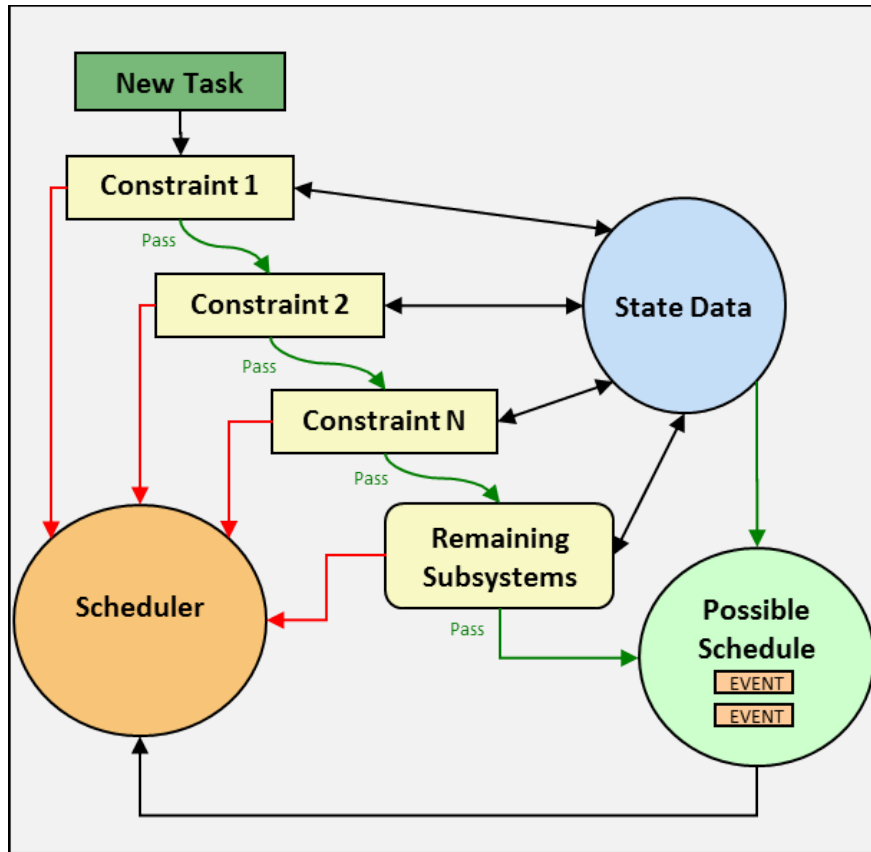 New Task
Constraint 1
Pass
Constraint 2
State Data
Pass
Constraint N
Pass
Remaining
Subsystems
Scheduler
Pass
Possible
Schedule
EVENT
EVENT